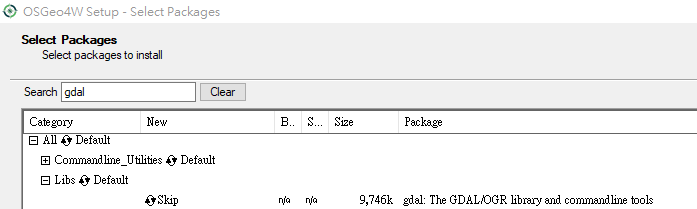 OSGeo4W Setup - Select Packages
Select Packages
Select packages to install
Search gdal Clear
Category New B.. S... Size Package
All Default
Commandline_Utilities Default
Libs Default
Skip n/a n/a 9,746k gdal: The GDAL/OGR library and commandline tools